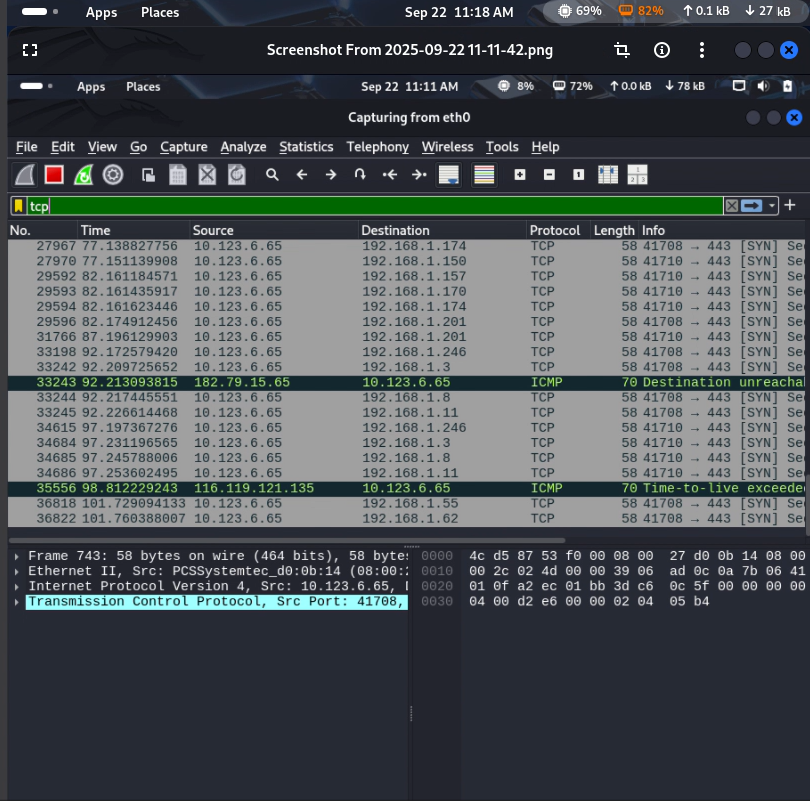 Apps Places Sep 22 11:18 AM 69% 82% ↑ 0.1 kB ↓ 27 kB
Screenshot From 2025-09-22 11-11-42.png
Apps Places Sep 22 11:11 AM 8% 72% ↑ 0.0 kB ↓ 78 kB
Capturing from eth0
File Edit View Go Capture Analyze Statistics Telephony Wireless Tools Help
tcp
No. Time Source Destination Protocol Length Info
27967 77.138827756 10.123.6.65 192.168.1.174 TCP 58 41708 → 443 [SYN] Se
27970 77.151139908 10.123.6.65 192.168.1.150 TCP 58 41710 → 443 [SYN] Se
29592 82.161184571 10.123.6.65 192.168.1.157 TCP 58 41710 → 443 [SYN] Se
29593 82.161435917 10.123.6.65 192.168.1.170 TCP 58 41710 → 443 [SYN] Se
29594 82.161623446 10.123.6.65 192.168.1.174 TCP 58 41710 → 443 [SYN] Se
29596 82.174912456 10.123.6.65 192.168.1.201 TCP 58 41708 → 443 [SYN] Se
31766 87.196129903 10.123.6.65 192.168.1.201 TCP 58 41710 → 443 [SYN] Se
33198 92.172579420 10.123.6.65 192.168.1.246 TCP 58 41708 → 443 [SYN] Se
33242 92.209725652 10.123.6.65 192.168.1.3 TCP 58 41708 → 443 [SYN] Se
33243 92.213093815 182.79.15.65 10.123.6.65 ICMP 70 Destination unreacha
33244 92.217445551 10.123.6.65 192.168.1.8 TCP 58 41708 → 443 [SYN] Se
33245 92.226614468 10.123.6.65 192.168.1.11 TCP 58 41708 → 443 [SYN] Se
34615 97.197367276 10.123.6.65 192.168.1.246 TCP 58 41710 → 443 [SYN] Se
34684 97.231196565 10.123.6.65 192.168.1.3 TCP 58 41710 → 443 [SYN] Se
34685 97.245788006 10.123.6.65 192.168.1.8 TCP 58 41710 → 443 [SYN] Se
34686 97.253602495 10.123.6.65 192.168.1.11 TCP 58 41710 → 443 [SYN] Se
35556 98.812229243 116.119.121.135 10.123.6.65 ICMP 70 Time-to-live exceede
36818 101.729094133 10.123.6.65 192.168.1.55 TCP 58 41708 → 443 [SYN] Se
36822 101.760388007 10.123.6.65 192.168.1.62 TCP 58 41708 → 443 [SYN] Se
Frame 743: 58 bytes on wire (464 bits), 58 byte 0000 4c d5 87 53 f0 00 08 00 27 d0 0b 14 08 00
Ethernet II, Src: PCSSystemtec_d0:0b:14 (08:00: 0010 00 2c 02 4d 00 00 39 06 ad 0c 0a 7b 06 41
Internet Protocol Version 4, Src: 10.123.6.65, 0020 01 0f a2 ec 01 bb 3d c6 0c 5f 00 00 00 00
Transmission Control Protocol, Src Port: 41708, 0030 04 00 d2 e6 00 00 02 04 05 b4